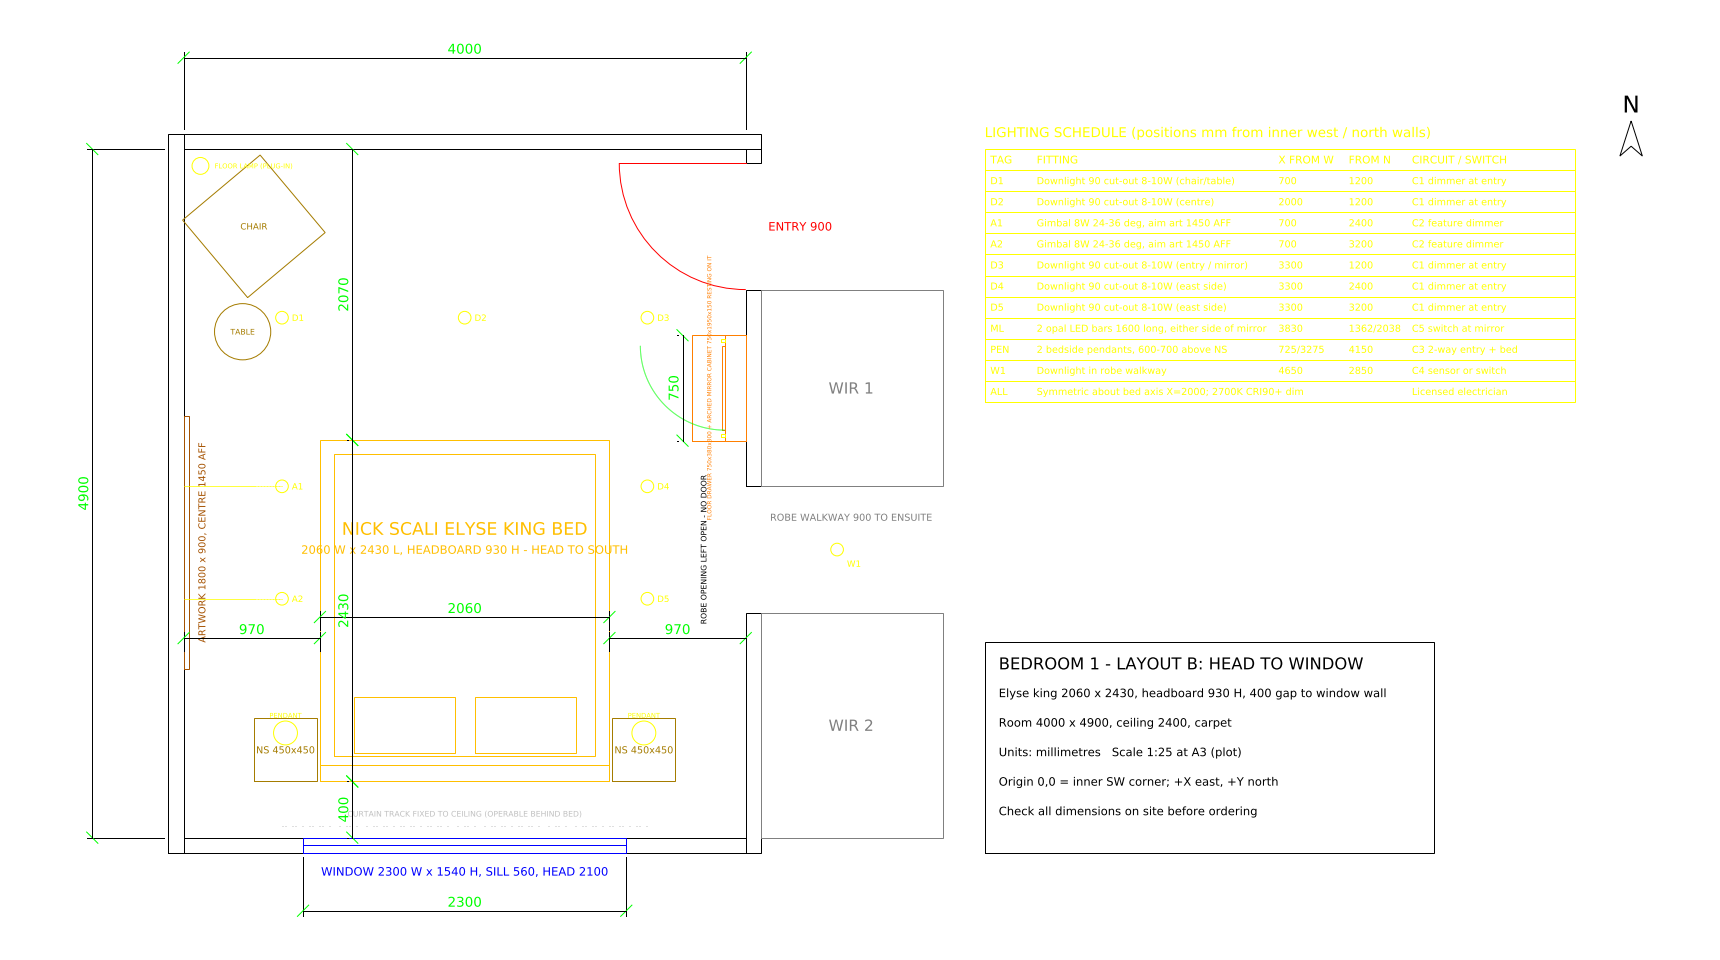 4000
N
LIGHTING SCHEDULE (positions mm from inner west / north walls)
TAG FITTING X FROM W FROM N CIRCUIT / SWITCH
D1 Downlight 90 cut-out 8-10W (chair/table) 700 1200 C1 dimmer at entry
D2 Downlight 90 cut-out 8-10W (centre) 2000 1200 C1 dimmer at entry
A1 Gimbal 8W 24-36 deg, aim art 1450 AFF 700 2400 C2 feature dimmer
A2 Gimbal 8W 24-36 deg, aim art 1450 AFF 700 3200 C2 feature dimmer
D3 Downlight 90 cut-out 8-10W (entry / mirror) 3300 1200 C1 dimmer at entry
D4 Downlight 90 cut-out 8-10W (east side) 3300 2400 C1 dimmer at entry
D5 Downlight 90 cut-out 8-10W (east side) 3300 3200 C1 dimmer at entry
ML 2 opal LED bars 1600 long, either side of mirror 3830 1362/2038 C5 switch at mirror
PEN 2 bedside pendants, 600-700 above NS 725/3275 4150 C3 2-way entry + bed
W1 Downlight in robe walkway 4650 2850 C4 sensor or switch
ALL Symmetric about bed axis X=2000; 2700K CRI90+ dim Licensed electrician
CHAIR
ENTRY 900
2070
D1
D2
D3
TABLE
750
FLOOR DRAWER 750x380x400 + ARCHED MIRROR CABINET 750x1950x150 RESTING ON IT
WIR 1
4900
ARTWORK 1800 x 900, CENTRE 1450 AFF
A1
D4
NICK SCALI ELYSE KING BED
2060 W x 2430 L, HEADBOARD 930 H - HEAD TO SOUTH
ROBE OPENING LEFT OPEN - NO DOOR
ROBE WALKWAY 900 TO ENSUITE
W1
A2
D5
2430
2060
970
970
PENDANT
PENDANT
NS 450x450
NS 450x450
WIR 2
400
CURTAIN TRACK FIXED TO CEILING (OPERABLE BEHIND BED)
WINDOW 2300 W x 1540 H, SILL 560, HEAD 2100
2300
BEDROOM 1 - LAYOUT B: HEAD TO WINDOW
Elyse king 2060 x 2430, headboard 930 H, 400 gap to window wall
Room 4000 x 4900, ceiling 2400, carpet
Units: millimetres Scale 1:25 at A3 (plot)
Origin 0,0 = inner SW corner; +X east, +Y north
Check all dimensions on site before ordering